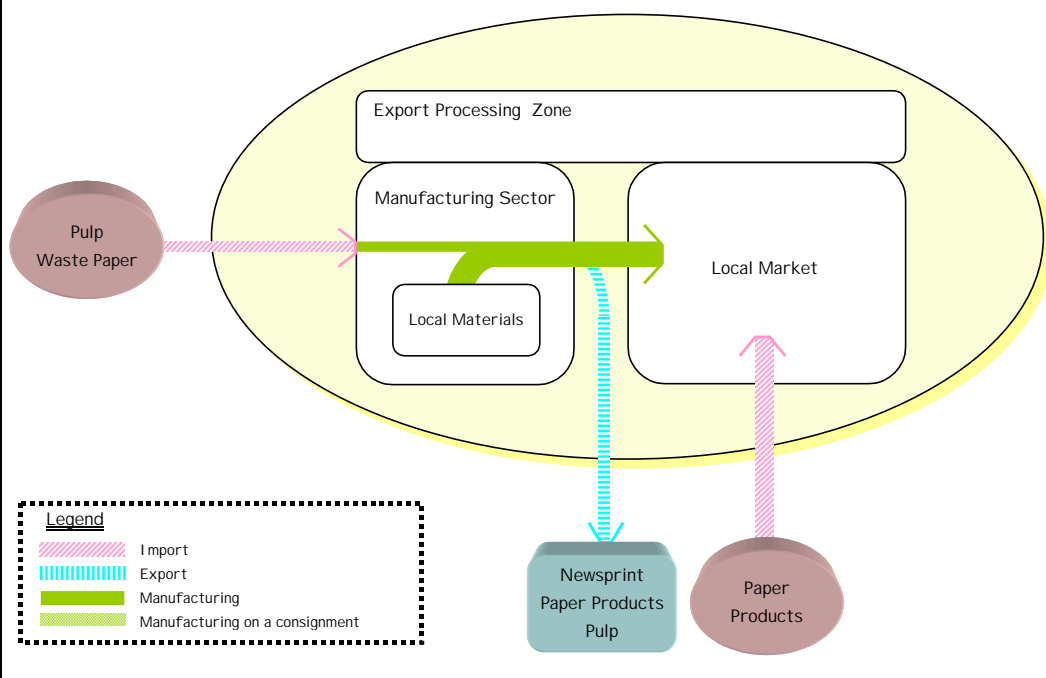 Export Processing Zone
Manufacturing Sector
Pulp
Waste Paper
Local Market
Local Materials
Legend
Import
Export
Manufacturing
Manufacturing on a consignment
Newsprint
Paper Products
Pulp
Paper
Products